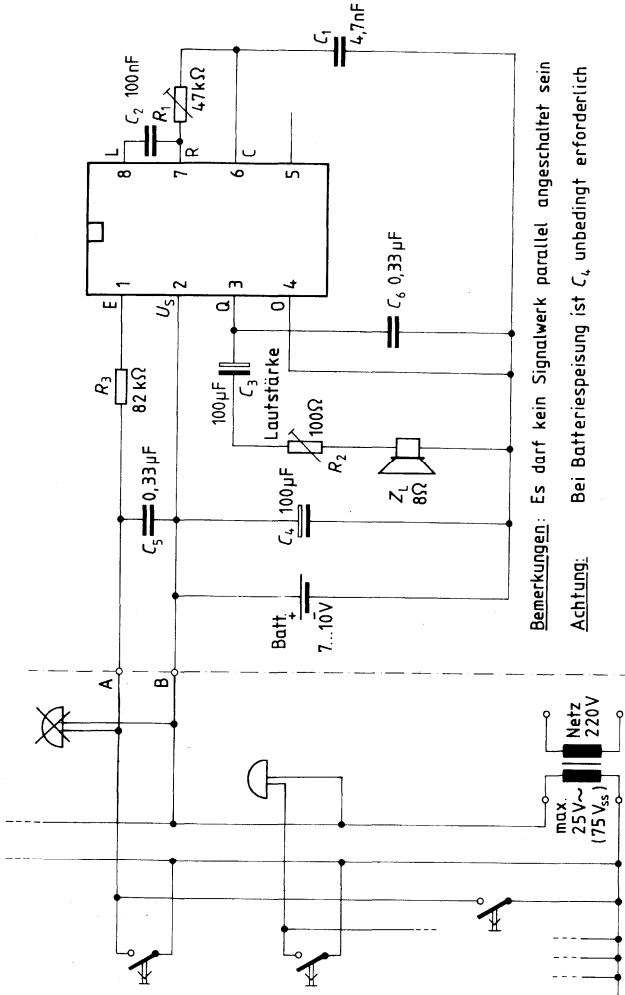 C₁
4,7nF
C₂ 100nF
R₁
47kΩ
L
R
C
8
7
6
5
1
2
3
4
E
Uₛ
Q
O
R₃
82kΩ
C₆ 0,33µF
100µF
C₃
Lautstärke
100Ω
R₂
C₅ 0,33µF
Z_L
8Ω
C₄ 100µF
Batt.
+
-
7...10V
A
B
Netz
220V
max.
25V~
(75Vₛₛ)
Bemerkungen: Es darf kein Signalwerk parallel angeschaltet sein
Achtung: Bei Batteriespeisung ist C₄ unbedingt erforderlich